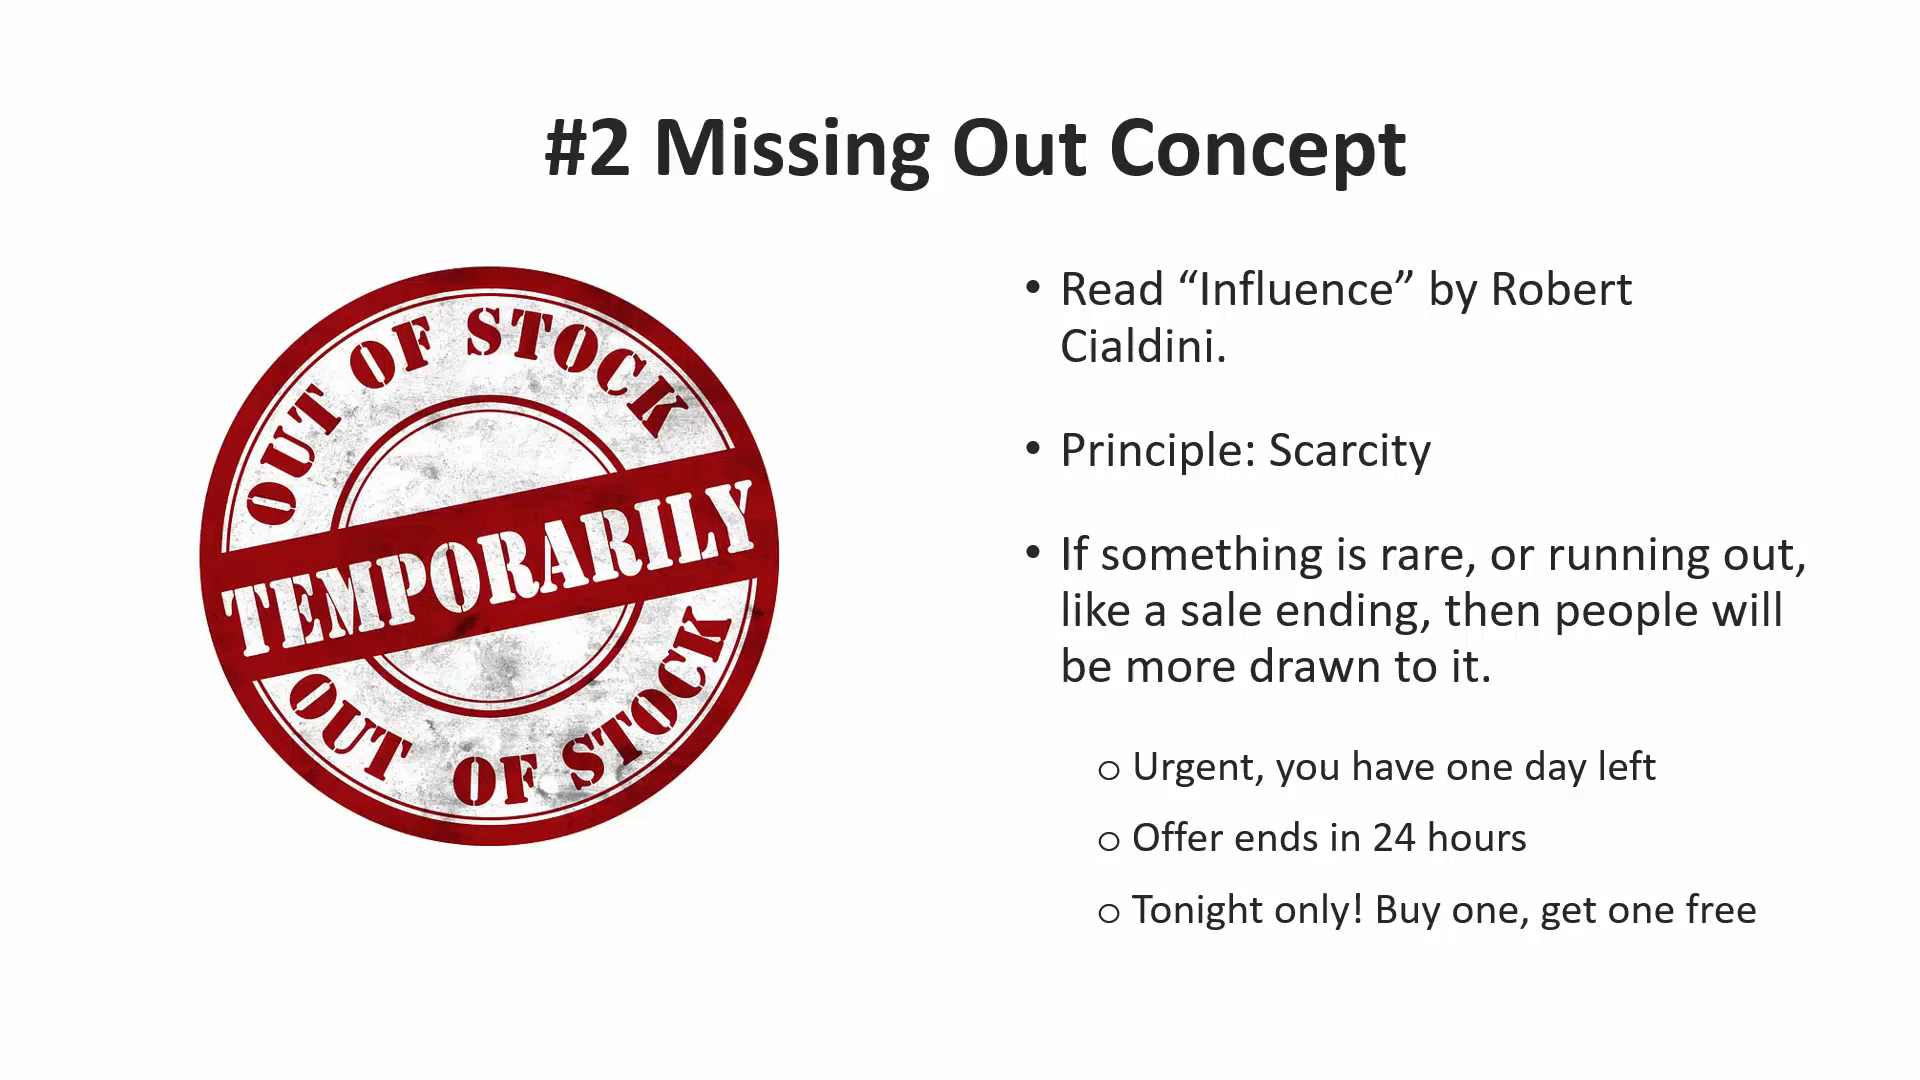 #2 Missing Out Concept
OUT OF STOCK
TEMPORARILY
OUT OF STOCK
• Read “Influence” by Robert
Cialdini.
• Principle: Scarcity
• If something is rare, or running out,
like a sale ending, then people will
be more drawn to it.
o Urgent, you have one day left
o Offer ends in 24 hours
o Tonight only! Buy one, get one free